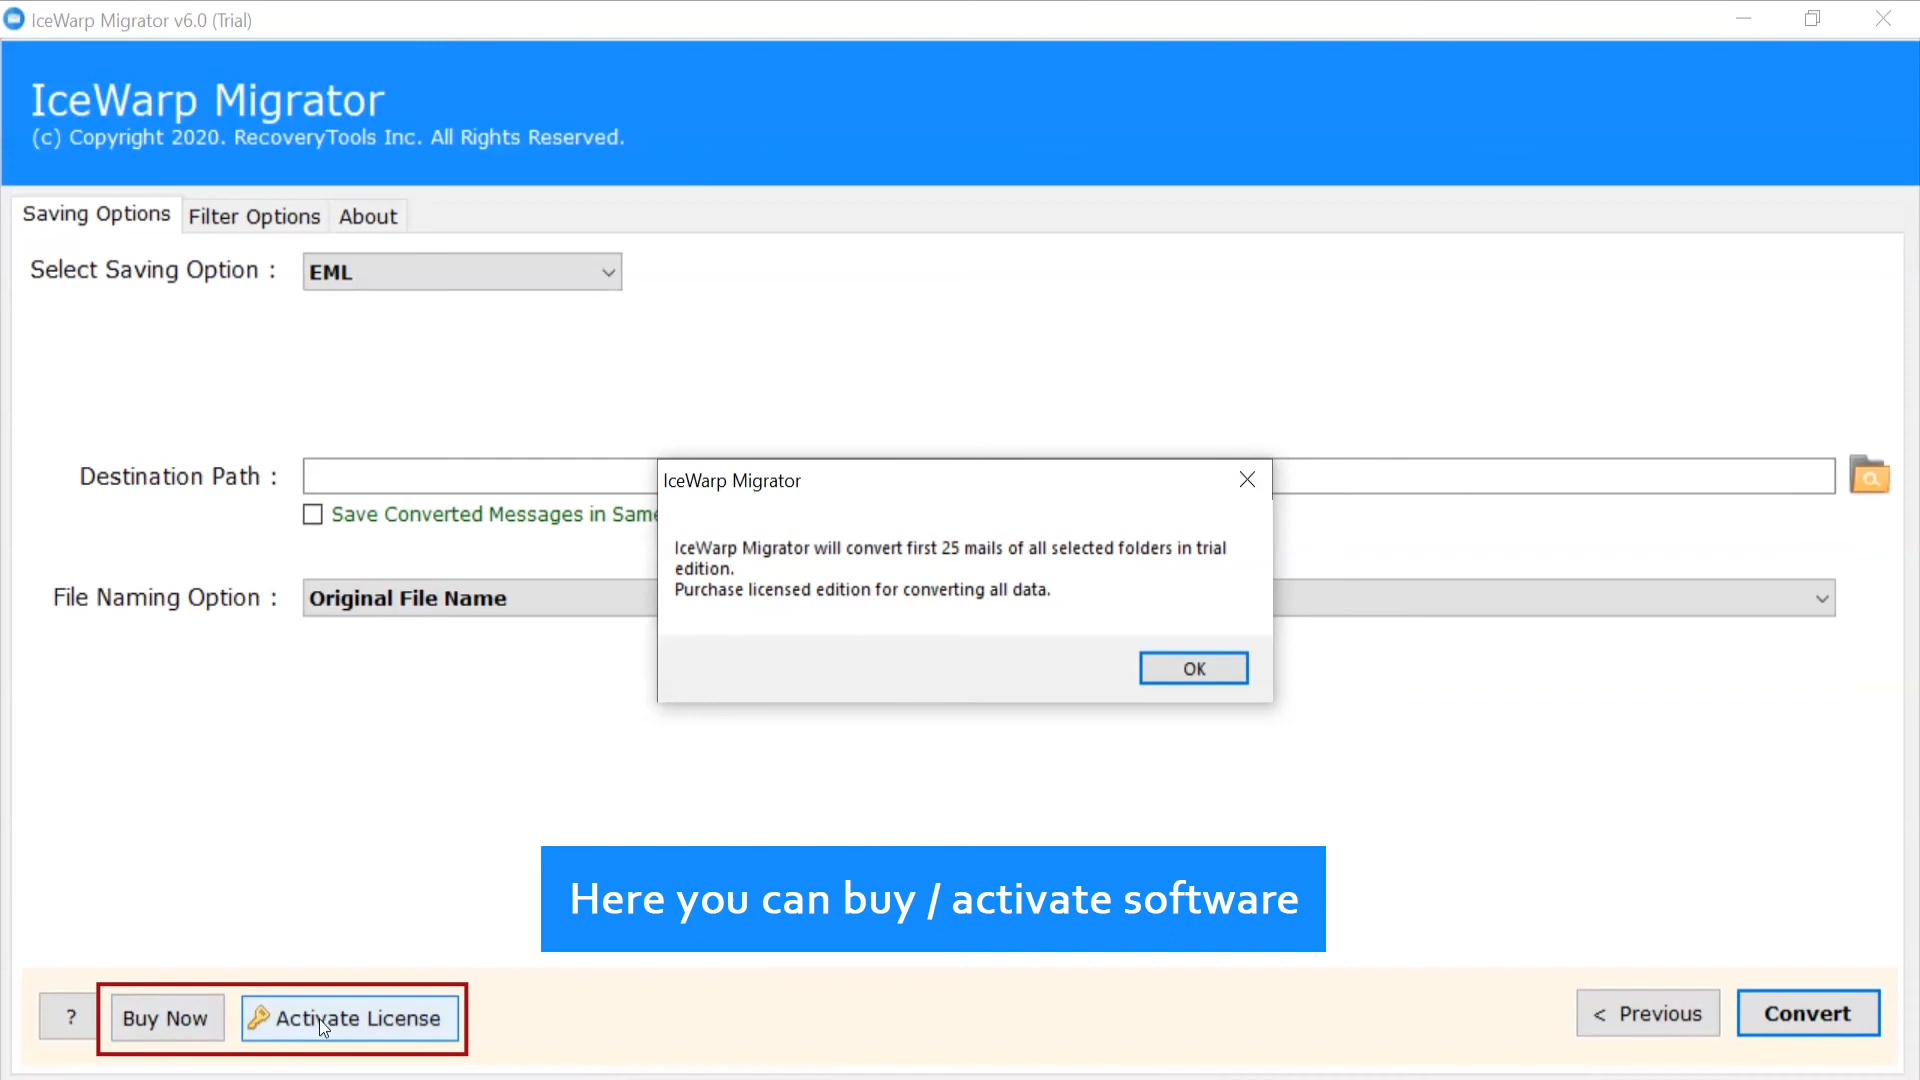 IceWarp Migrator v6.0 (Trial)
IceWarp Migrator
(c) Copyright 2020. RecoveryTools Inc. All Rights Reserved.
Saving Options
Filter Options
About
Select Saving Option :
EML
Destination Path :
Save Converted Messages in Same
File Naming Option :
Original File Name
IceWarp Migrator
IceWarp Migrator will convert first 25 mails of all selected folders in trial
edition.
Purchase licensed edition for converting all data.
OK
Here you can buy / activate software
?
Buy Now
Activate License
< Previous
Convert